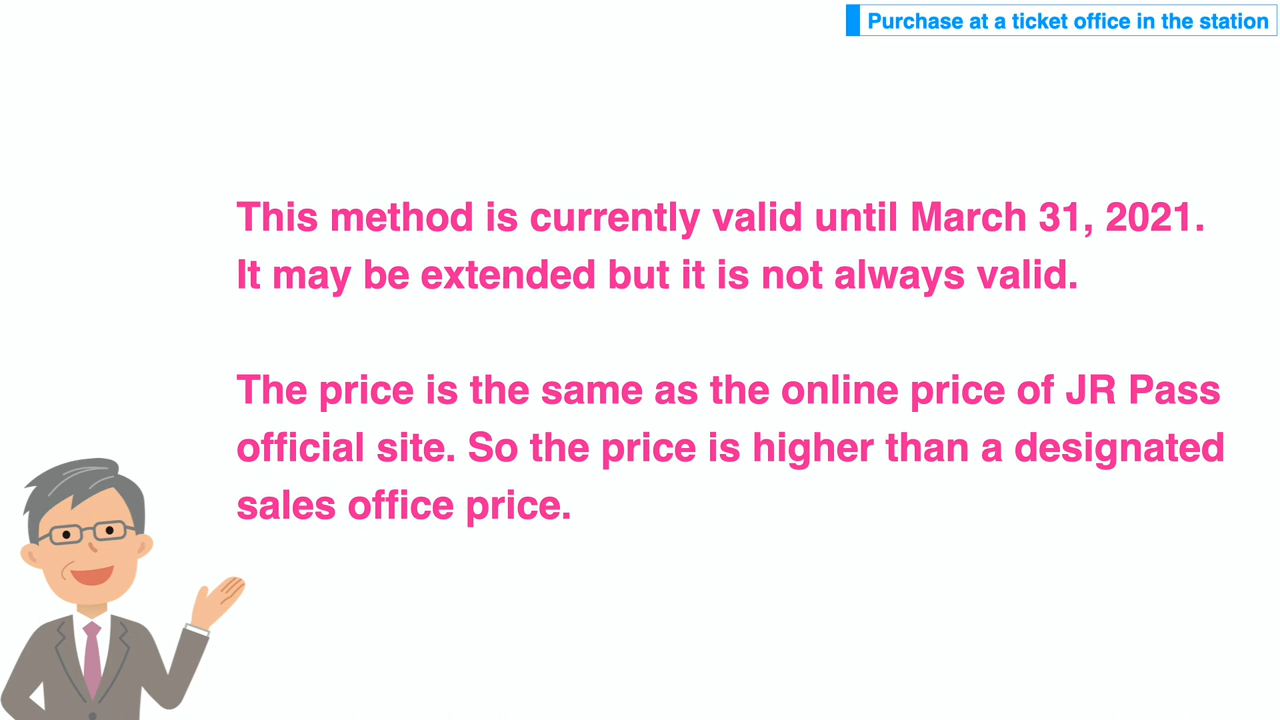 Purchase at a ticket office in the station
This method is currently valid until March 31, 2021.
It may be extended but it is not always valid.
The price is the same as the online price of JR Pass
official site. So the price is higher than a designated
sales office price.